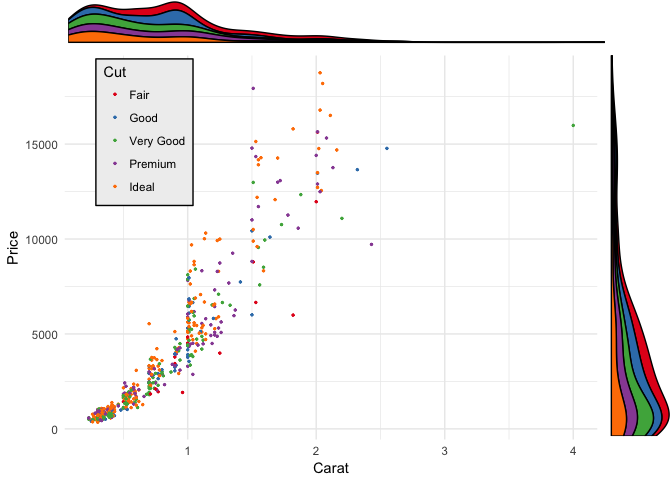 Cut
Fair
Good
Very Good
Premium
Ideal
15000
10000
5000
0
Price
1 2 3 4
Carat